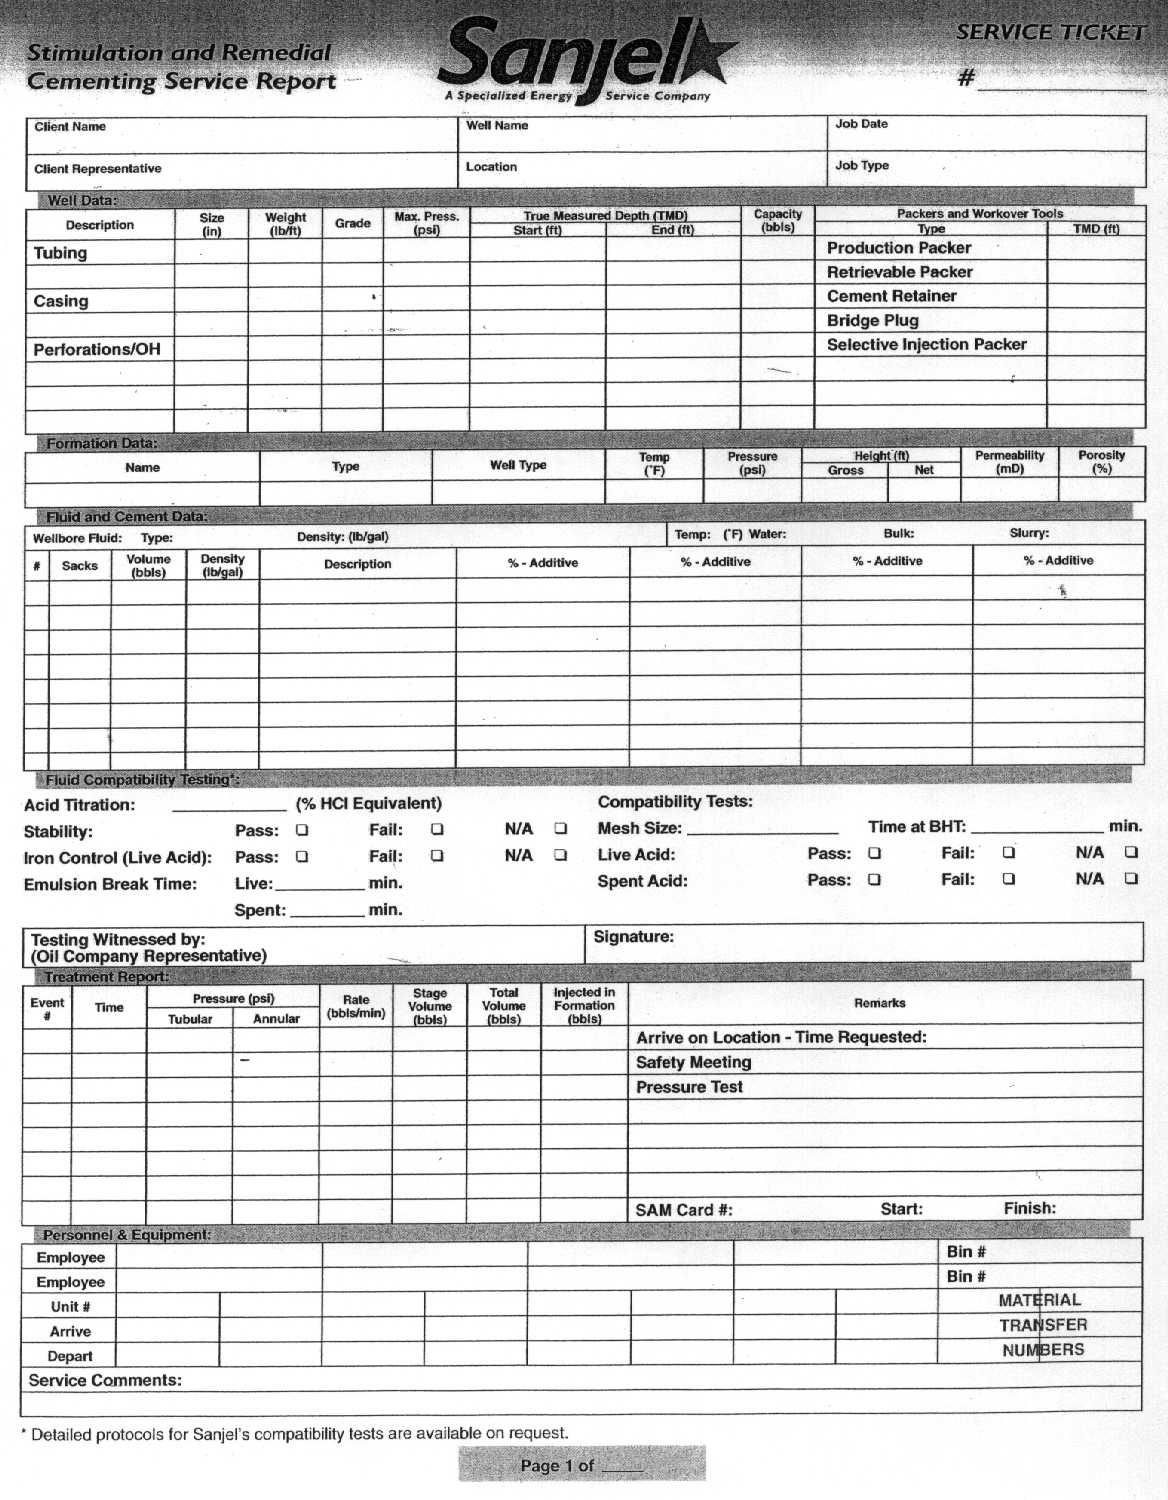 Stimulation and Remedial
Cementing Service Report
Sanjel
A Specialized Energy Service Company
SERVICE TICKET
#
Client Name Well Name Job Date
Client Representative Location Job Type
Well Data:
Description Size (in) Weight (lb/ft) Grade Max. Press. (psi) True Measured Depth (TMD) Start (ft) End (ft) Capacity (bbls) Packers and Workover Tools Type TMD (ft)
Tubing Production Packer
Retrievable Packer
Casing Cement Retainer
Bridge Plug
Perforations/OH Selective Injection Packer
Formation Data:
Name Type Well Type Temp (°F) Pressure (psi) Height (ft) Gross Net Permeability (mD) Porosity (%)
Fluid and Cement Data:
Wellbore Fluid: Type: Density: (lb/gal) Temp: (°F) Water: Bulk: Slurry:
# Sacks Volume (bbls) Density (lb/gal) Description % - Additive % - Additive % - Additive % - Additive
Fluid Compatibility Testing*:
Acid Titration: (% HCl Equivalent) Compatibility Tests:
Stability: Pass: Fail: N/A Mesh Size: Time at BHT: min.
Iron Control (Live Acid): Pass: Fail: N/A Live Acid: Pass: Fail: N/A
Emulsion Break Time: Live: min. Spent Acid: Pass: Fail: N/A
Spent: min.
Testing Witnessed by: Signature:
(Oil Company Representative)
Treatment Report:
Event # Time Pressure (psi) Tubular Annular Rate (bbls/min) Stage Volume (bbls) Total Volume (bbls) Injected in Formation (bbls) Remarks
Arrive on Location - Time Requested:
Safety Meeting
Pressure Test
SAM Card #: Start: Finish:
Personnel & Equipment:
Employee Bin #
Employee Bin #
Unit # MATERIAL
Arrive TRANSFER
Depart NUMBERS
Service Comments:
* Detailed protocols for Sanjel's compatibility tests are available on request.
Page 1 of